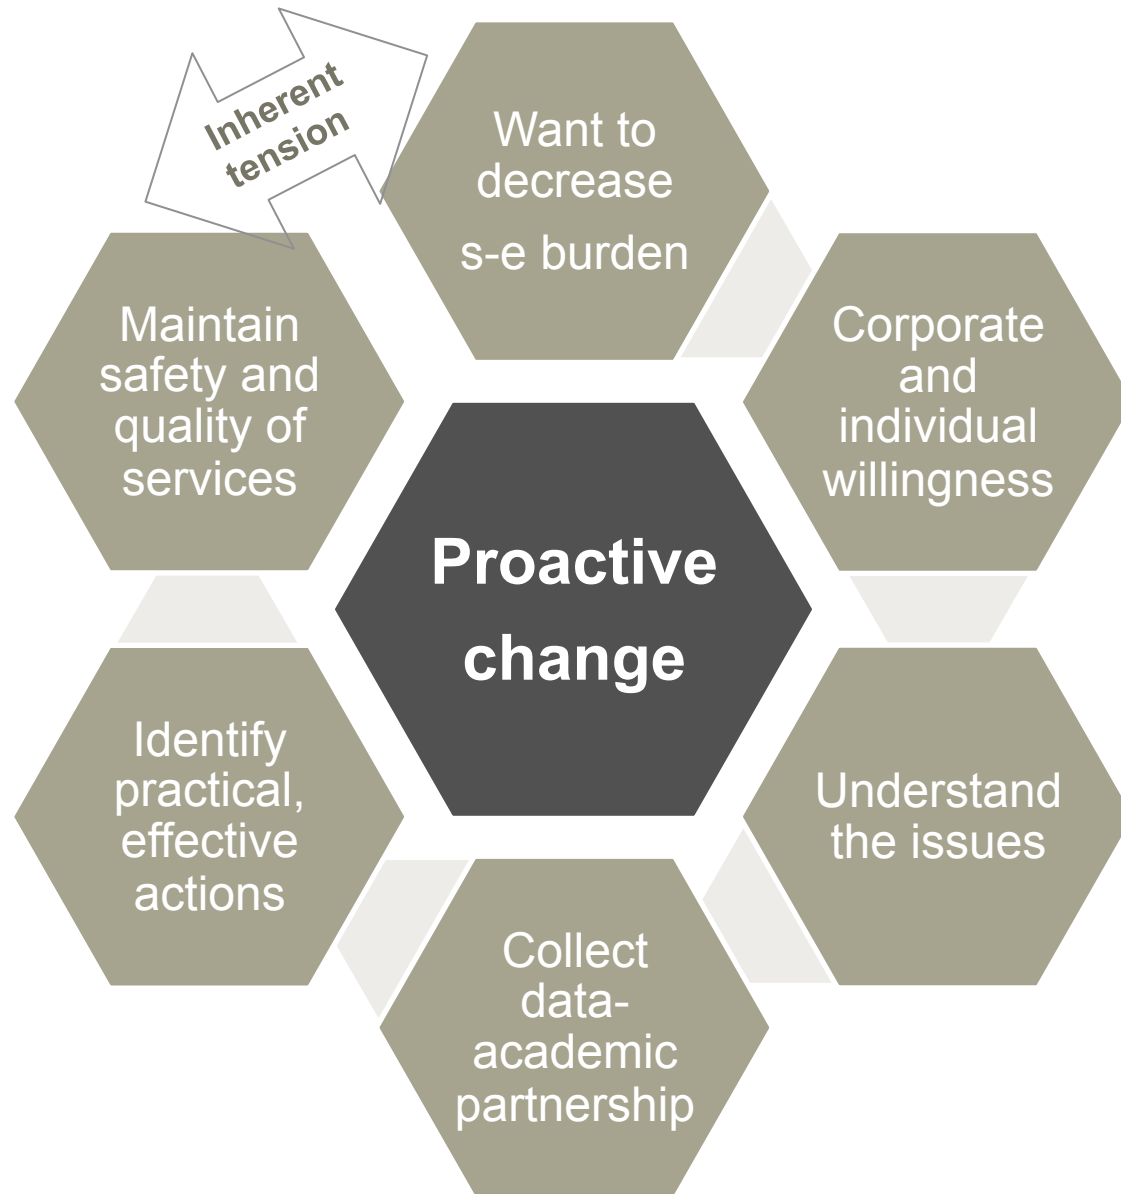 Inherent
tension
Want to
decrease
s-e burden
Corporate
and
individual
willingness
Understand
the issues
Collect
data-
academic
partnership
Identify
practical,
effective
actions
Maintain
safety and
quality of
services
Proactive
change